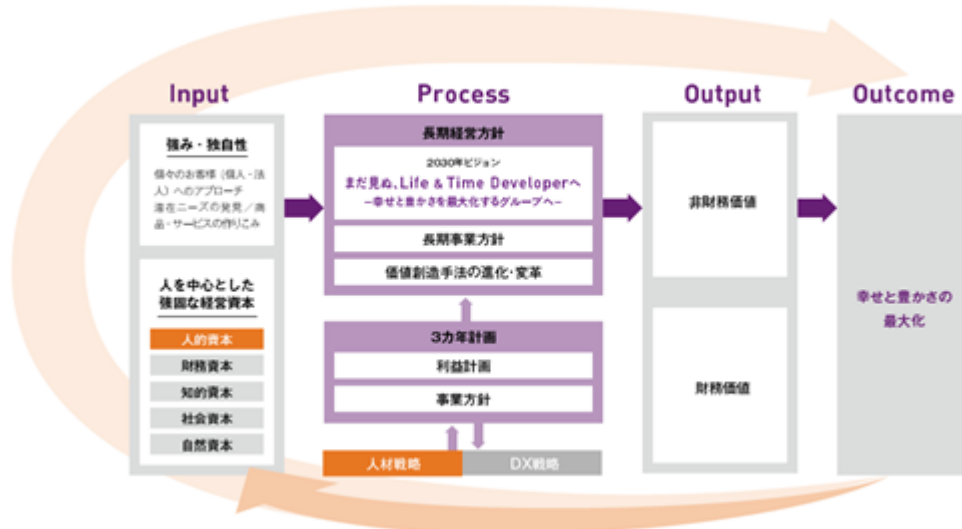 Input
強み・独自性
個々のお客様（個人・法
人）へのアプローチ
潜在ニーズの発見／商
品・サービスの作りこみ
人を中心とした
強固な経営資本
人的資本
財務資本
知的資本
社会資本
自然資本
Process
長期経営方針
2030年ビジョン
まだ見ぬ、Life & Time Developerへ
−幸せと豊かさを最大化するグループへ−
長期事業方針
価値創造手法の進化・変革
3カ年計画
利益計画
事業方針
人材戦略
DX戦略
Output
非財務価値
財務価値
Outcome
幸せと豊かさの
最大化